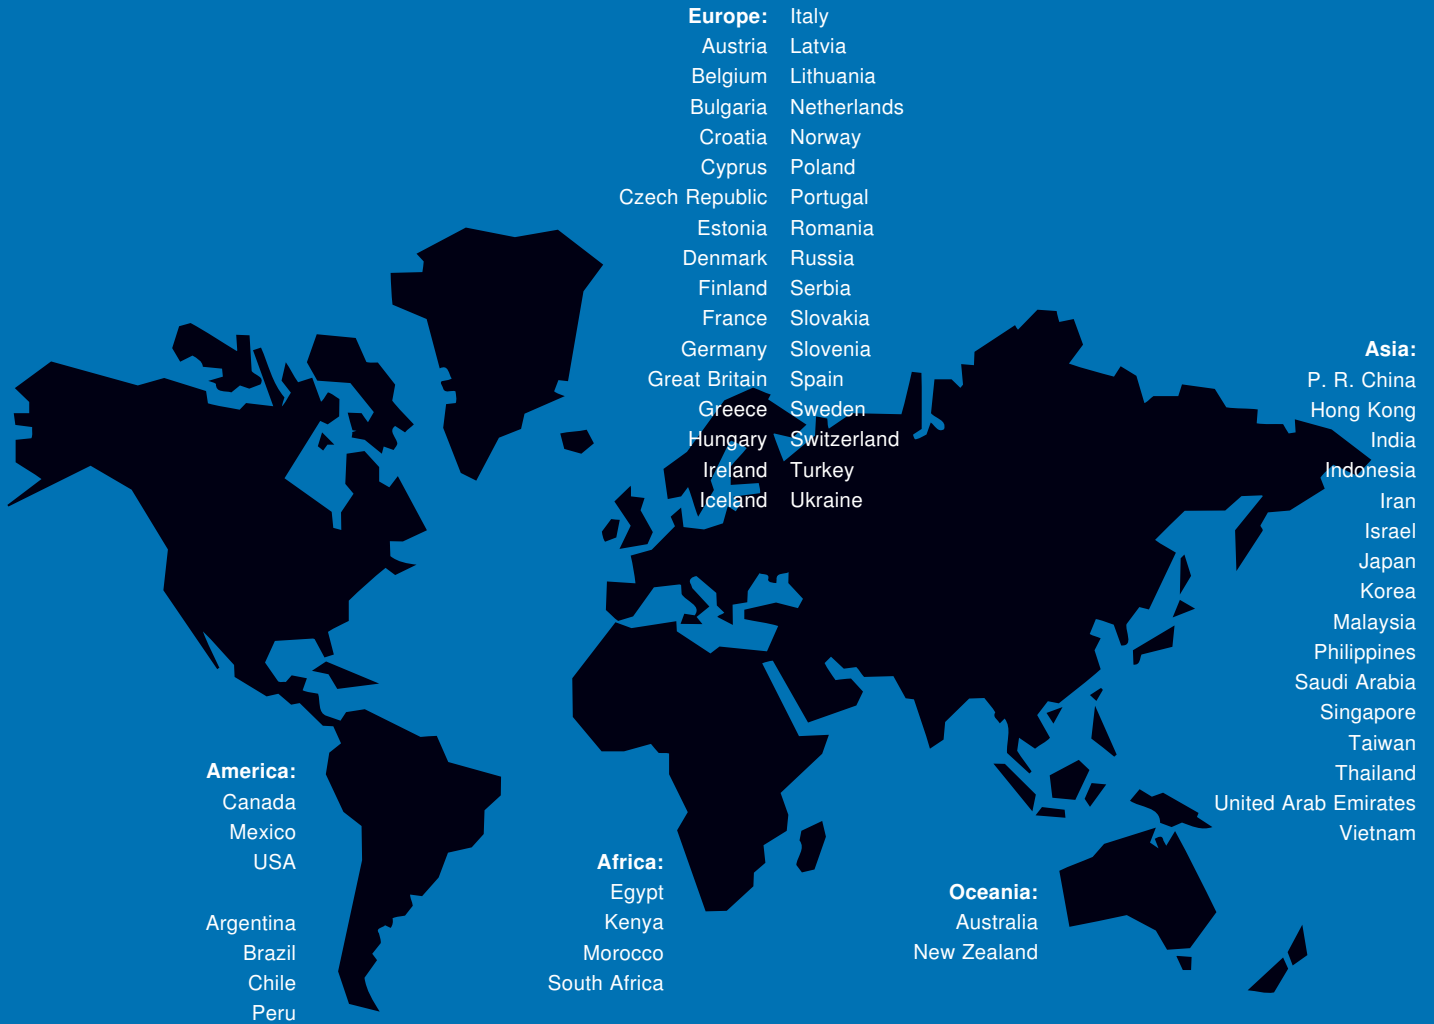 Europe:
Austria
Belgium
Bulgaria
Croatia
Cyprus
Czech Republic
Estonia
Denmark
Finland
France
Germany
Great Britain
Greece
Hungary
Ireland
Iceland
Italy
Latvia
Lithuania
Netherlands
Norway
Poland
Portugal
Romania
Russia
Serbia
Slovakia
Slovenia
Spain
Sweden
Switzerland
Turkey
Ukraine
Asia:
P. R. China
Hong Kong
India
Indonesia
Iran
Israel
Japan
Korea
Malaysia
Philippines
Saudi Arabia
Singapore
Taiwan
Thailand
United Arab Emirates
Vietnam
America:
Canada
Mexico
USA
Argentina
Brazil
Chile
Peru
Africa:
Egypt
Kenya
Morocco
South Africa
Oceania:
Australia
New Zealand